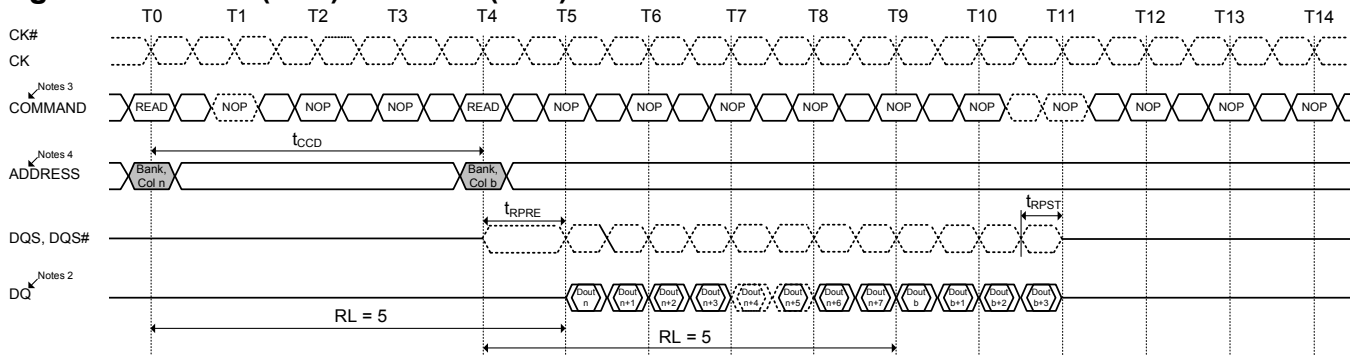 T0 T1 T2 T3 T4 T5 T6 T7 T8 T9 T10 T11 T12 T13 T14
CK#
CK
Notes 3
COMMAND READ NOP NOP NOP READ NOP NOP NOP NOP NOP NOP NOP NOP NOP NOP
tCCD
Notes 4
ADDRESS
Bank, Col n
Bank, Col b
tRPRE
tRPST
DQS, DQS#
Notes 2
DQ
Dout n
Dout n+1
Dout n+2
Dout n+3
Dout n+4
Dout n+5
Dout n+6
Dout n+7
Dout b
Dout b+1
Dout b+2
Dout b+3
RL = 5
RL = 5